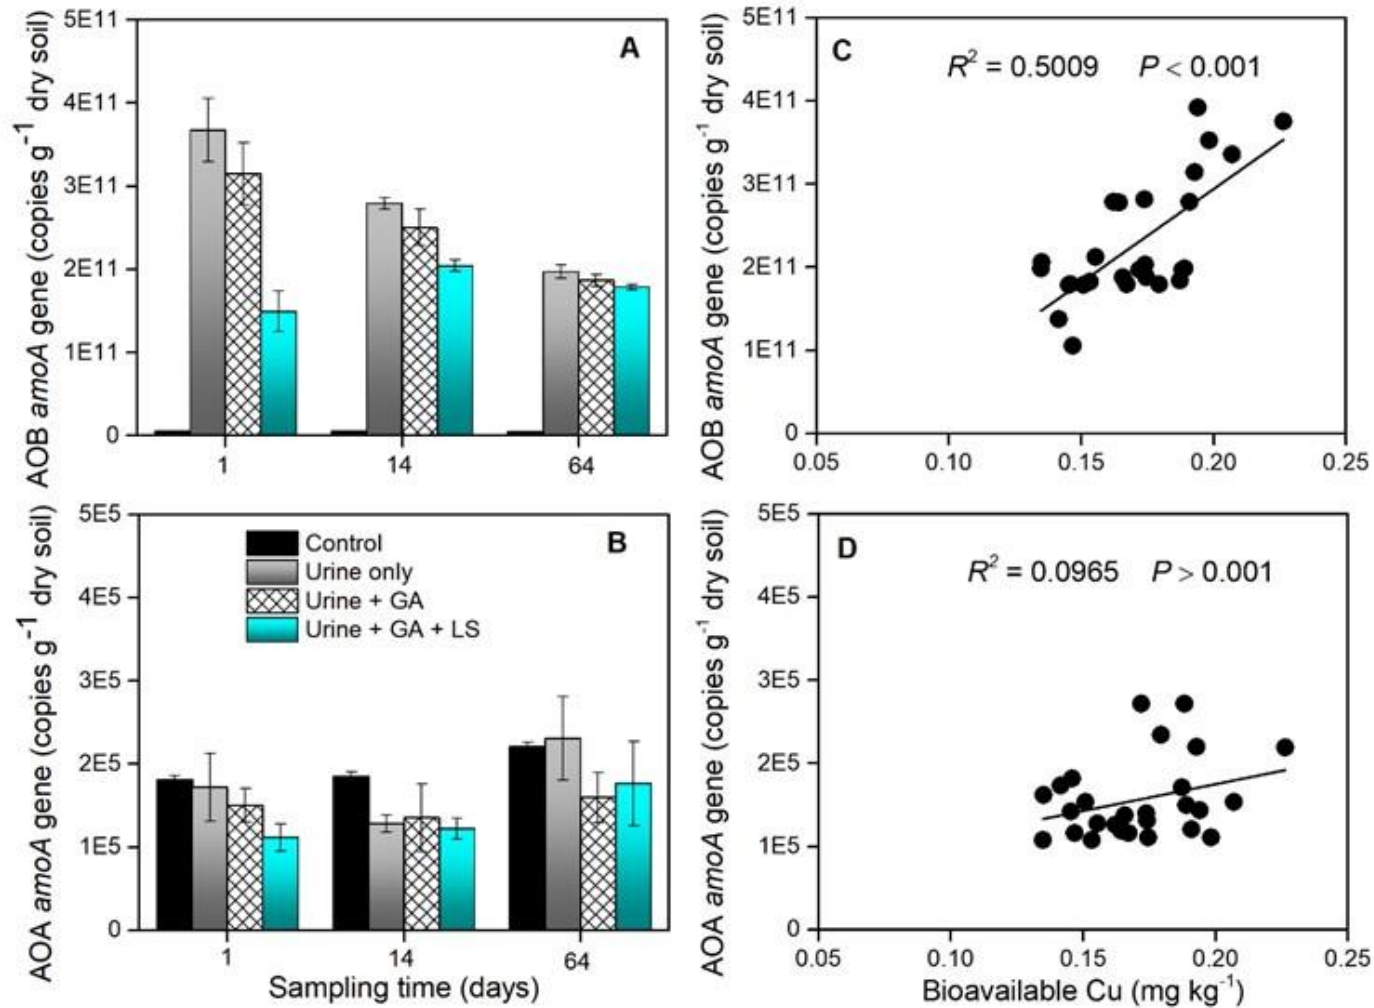 AOB amoA gene (copies g⁻¹ dry soil)
5E11
4E11
3E11
2E11
1E11
0
A
1
14
64
AOB amoA gene (copies g⁻¹ dry soil)
5E11
4E11
3E11
2E11
1E11
0
C
R² = 0.5009 P < 0.001
0.05 0.10 0.15 0.20 0.25
AOA amoA gene (copies g⁻¹ dry soil)
5E5
4E5
3E5
2E5
1E5
0
B
Control
Urine only
Urine + GA
Urine + GA + LS
1
14
64
Sampling time (days)
AOA amoA gene (copies g⁻¹ dry soil)
5E5
4E5
3E5
2E5
1E5
0
D
R² = 0.0965 P > 0.001
0.05 0.10 0.15 0.20 0.25
Bioavailable Cu (mg kg⁻¹)